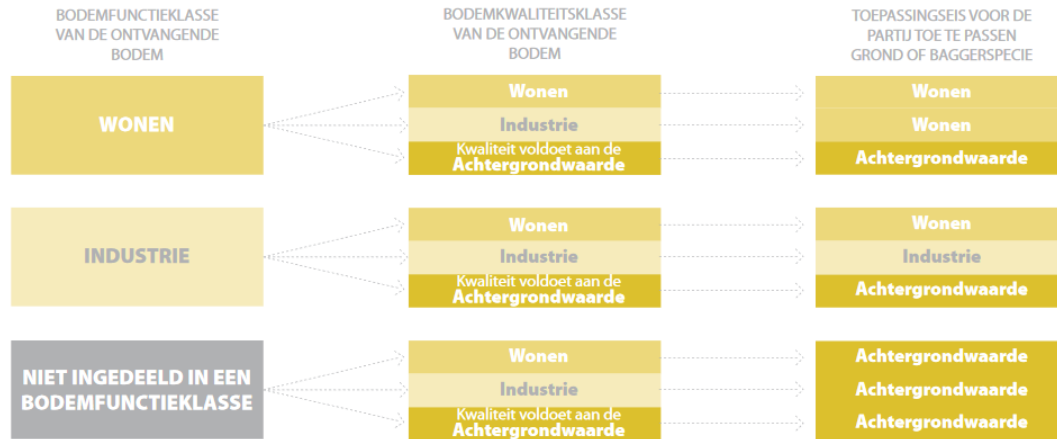 BODEMFUNCTIEKLASSE
VAN DE ONTVANGENDE
BODEM
BODEMKWALITEITSKLASSE
VAN DE ONTVANGENDE
BODEM
TOEPASSINGSEIS VOOR DE
PARTIJ TOE TE PASSEN
GROND OF BAGGERSPECIE
WONEN
Wonen
Industrie
Kwaliteit voldoet aan de
Achtergrondwaarde
Wonen
Wonen
Achtergrondwaarde
INDUSTRIE
Wonen
Industrie
Kwaliteit voldoet aan de
Achtergrondwaarde
Wonen
Industrie
Achtergrondwaarde
NIET INGEDEELD IN EEN
BODEMFUNCTIEKLASSE
Wonen
Industrie
Kwaliteit voldoet aan de
Achtergrondwaarde
Achtergrondwaarde
Achtergrondwaarde
Achtergrondwaarde